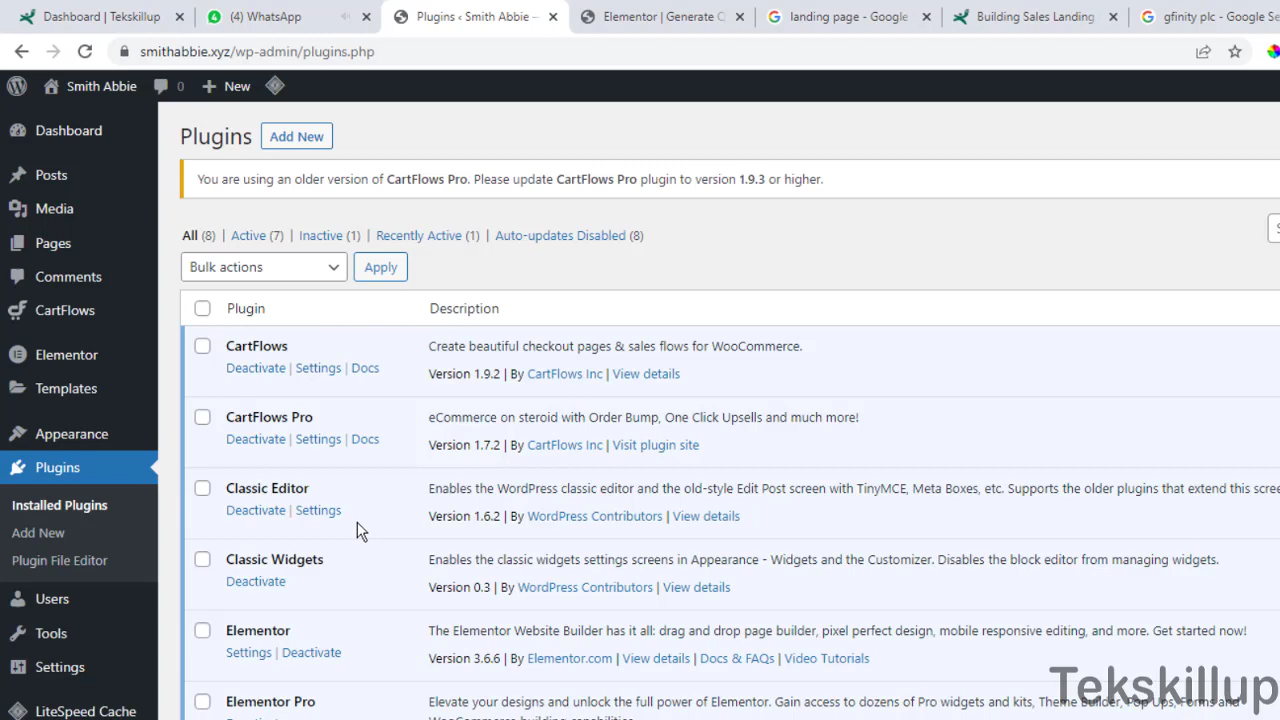 Dashboard | Tekskillup
(4) WhatsApp
Plugins ‹ Smith Abbie –
Elementor | Generate
landing page - Google
Building Sales Landing
gfinity plc - Google
smithabbie.xyz/wp-admin/plugins.php
Smith Abbie
0
New
Dashboard
Posts
Media
Pages
Comments
CartFlows
Elementor
Templates
Appearance
Plugins
Installed Plugins
Add New
Plugin File Editor
Users
Tools
Settings
LiteSpeed Cache
Plugins
Add New
You are using an older version of CartFlows Pro. Please update CartFlows Pro plugin to version 1.9.3 or higher.
All (8) | Active (7) | Inactive (1) | Recently Active (1) | Auto-updates Disabled (8)
Bulk actions
Apply
Plugin
Description
CartFlows
Deactivate | Settings | Docs
Create beautiful checkout pages & sales flows for WooCommerce.
Version 1.9.2 | By CartFlows Inc | View details
CartFlows Pro
Deactivate | Settings | Docs
eCommerce on steroid with Order Bump, One Click Upsells and much more!
Version 1.7.2 | By CartFlows Inc | Visit plugin site
Classic Editor
Deactivate | Settings
Enables the WordPress classic editor and the old-style Edit Post screen with TinyMCE, Meta Boxes, etc. Supports the older plugins that extend this
Version 1.6.2 | By WordPress Contributors | View details
Classic Widgets
Deactivate
Enables the classic widgets settings screens in Appearance - Widgets and the Customizer. Disables the block editor from managing widgets.
Version 0.3 | By WordPress Contributors | View details
Elementor
Settings | Deactivate
The Elementor Website Builder has it all: drag and drop page builder, pixel perfect design, mobile responsive editing, and more. Get started now!
Version 3.6.6 | By Elementor.com | View details | Docs & FAQs | Video Tutorials
Elementor Pro
Elevate your designs and unlock the full power of Elementor. Gain access to dozens of Pro widgets and kits, Theme Builder, Pop Ups, Forms and
WooCommerce building capabilities.
Tekskillup